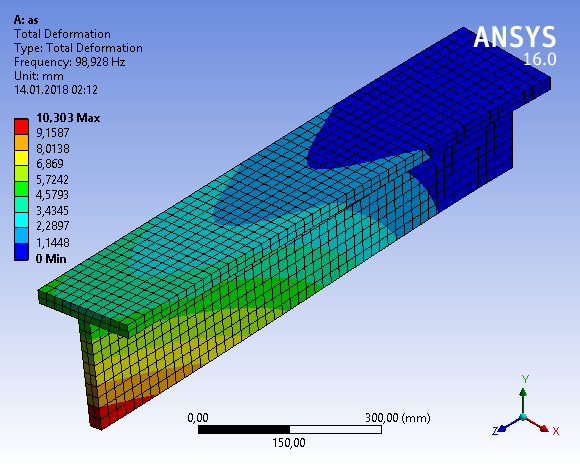 A: as
Total Deformation
Type: Total Deformation
Frequency: 98,928 Hz
Unit: mm
14.01.2018 02:12
ANSYS
16.0
10,303 Max
9,1587
8,0138
6,869
5,7242
4,5793
3,4345
2,2897
1,1448
0 Min
0,00
300,00 (mm)
150,00
Y
Z
X